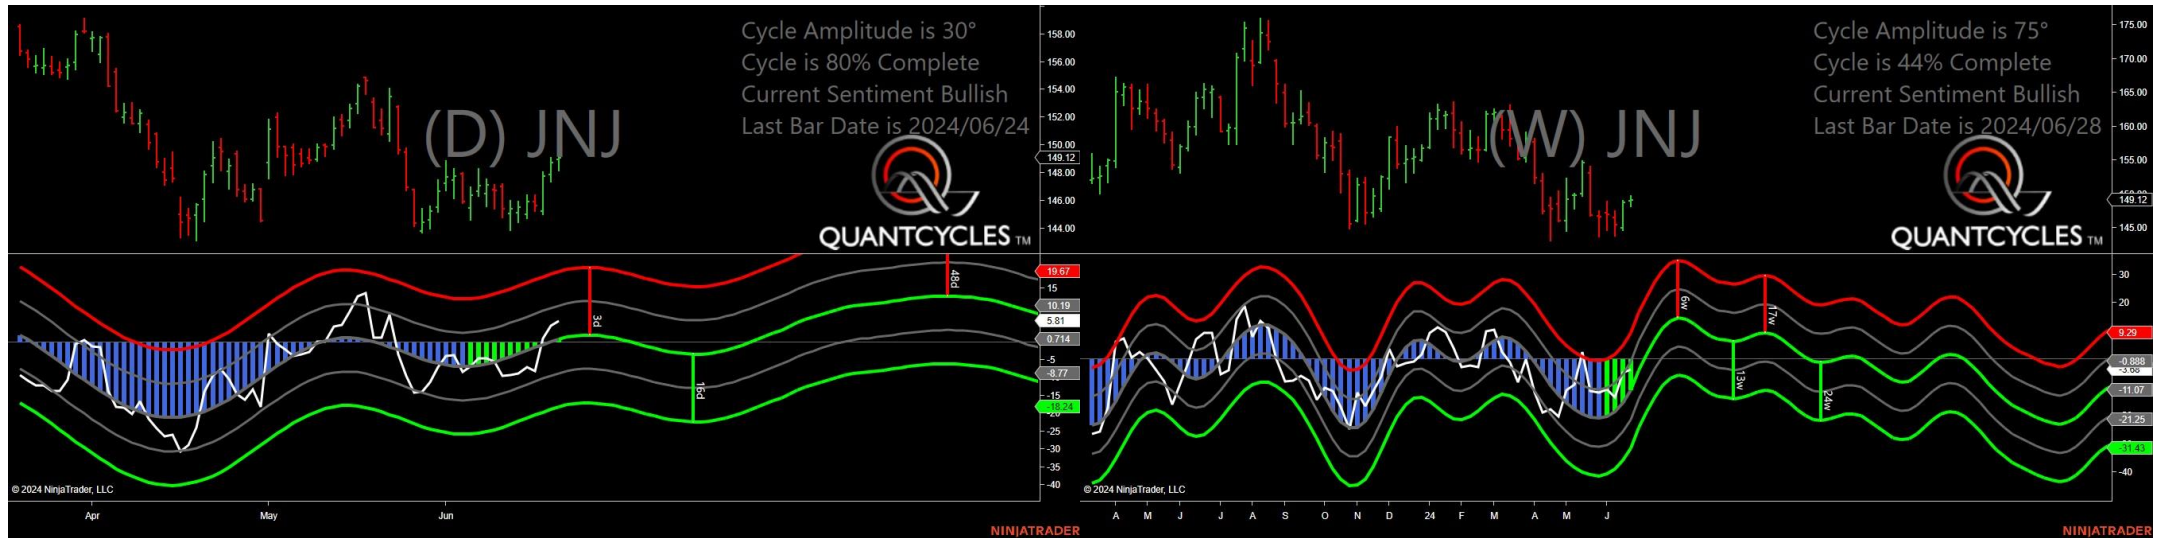 Cycle Amplitude is 30°
Cycle is 80% Complete
Current Sentiment Bullish
Last Bar Date is 2024/06/24
(D) JNJ
QUANTCYCLES TM
158.00
156.00
154.00
152.00
150.00
149.12
148.00
146.00
144.00
19.67
15
10.19
5.81
0.714
-5
-8.77
-15
-18.24
-25
-30
-35
-40
3d
16d
48d
© 2024 NinjaTrader, LLC
Apr May Jun
NINJATRADER
Cycle Amplitude is 75°
Cycle is 44% Complete
Current Sentiment Bullish
Last Bar Date is 2024/06/28
(W) JNJ
QUANTCYCLES TM
175.00
170.00
165.00
160.00
155.00
149.12
145.00
30
20
9.29
-0.888
-3.68
-11.07
-21.25
-31.43
-40
6w
17w
13w
24w
© 2024 NinjaTrader, LLC
A M J J A S O N D 24 F M A M J
NINJATRADER